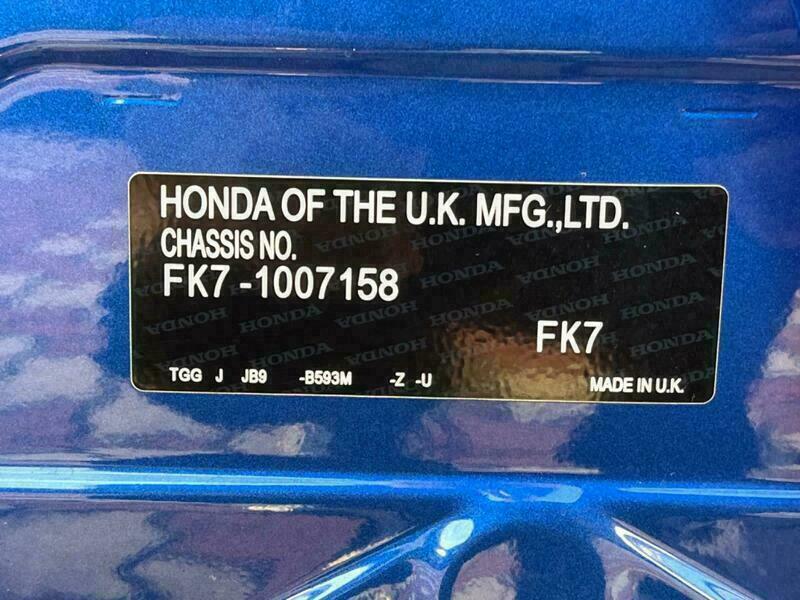 HONDA OF THE U.K. MFG.,LTD.
CHASSIS NO.
FK7 -1007158
FK7
TGG J JB9 -B593M -Z -U
MADE IN U.K.